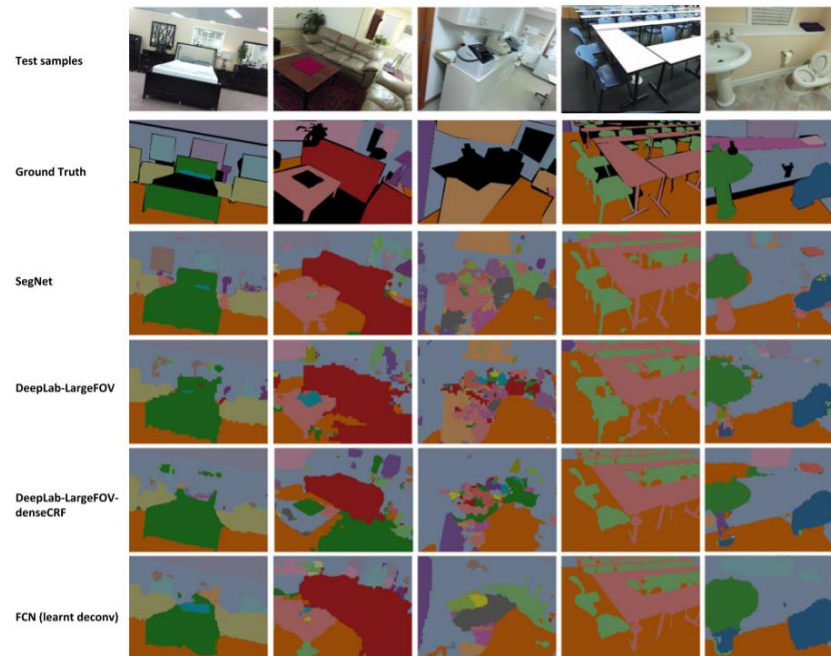 Test samples
Ground Truth
SegNet
DeepLab-LargeFOV
DeepLab-LargeFOV-
denseCRF
FCN (learnt deconv)